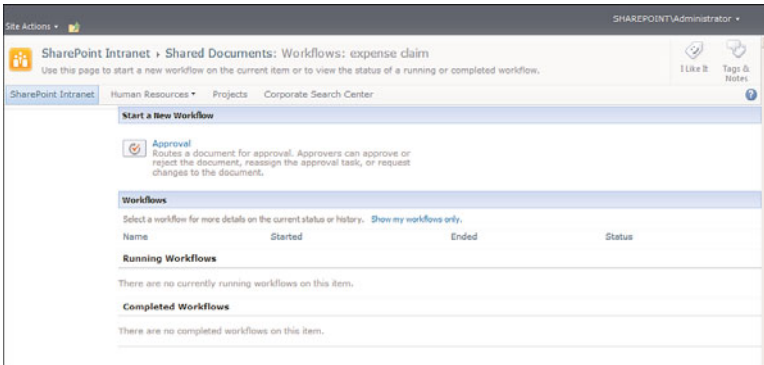 Site Actions
SHAREPOINT\Administrator
SharePoint Intranet › Shared Documents: Workflows: expense claim
Use this page to start a new workflow on the current item or to view the status of a running or completed workflow.
I Like It
Tags &
Notes
SharePoint Intranet Human Resources Projects Corporate Search Center
Start a New Workflow
Approval
Routes a document for approval. Approvers can approve or
reject the document, reassign the approval task, or request
changes to the document.
Workflows
Select a workflow for more details on the current status or history. Show my workflows only.
Name Started Ended Status
Running Workflows
There are no currently running workflows on this item.
Completed Workflows
There are no completed workflows on this item.